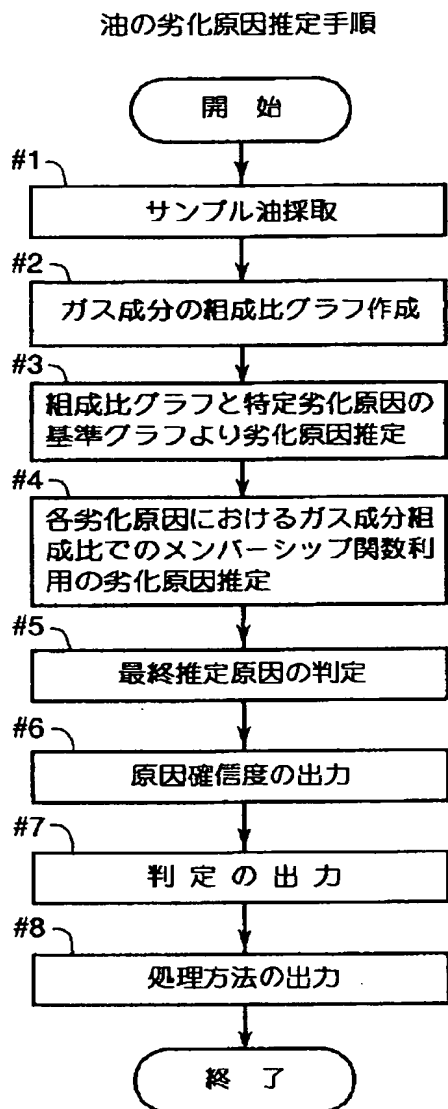 油の劣化原因推定手順
開始
#1
サンプル油採取
#2
ガス成分の組成比グラフ作成
#3
組成比グラフと特定劣化原因の
基準グラフより劣化原因推定
#4
各劣化原因におけるガス成分組
成比でのメンバーシップ関数利
用の劣化原因推定
#5
最終推定原因の判定
#6
原因確信度の出力
#7
判定の出力
#8
処理方法の出力
終了